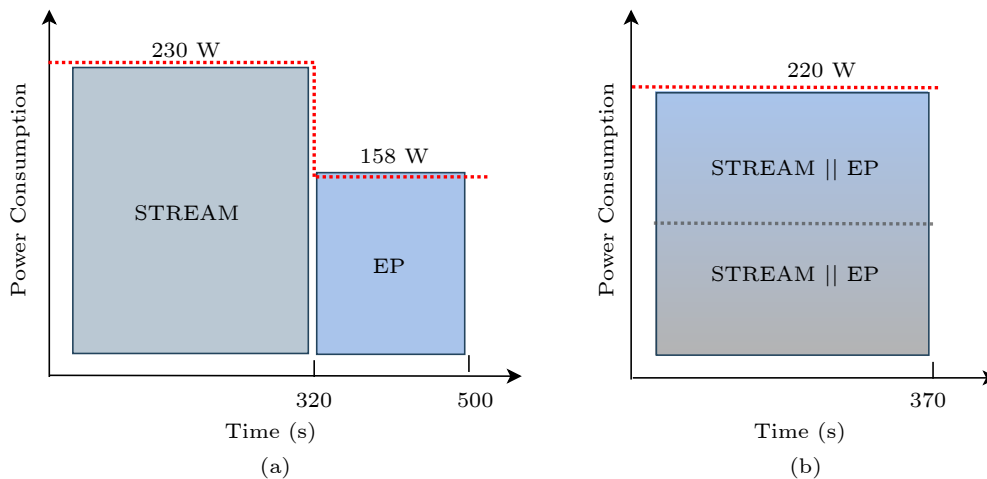 230 W
158 W
STREAM
EP
Power Consumption
320
500
Time (s)
(a)
220 W
STREAM || EP
STREAM || EP
Power Consumption
370
Time (s)
(b)